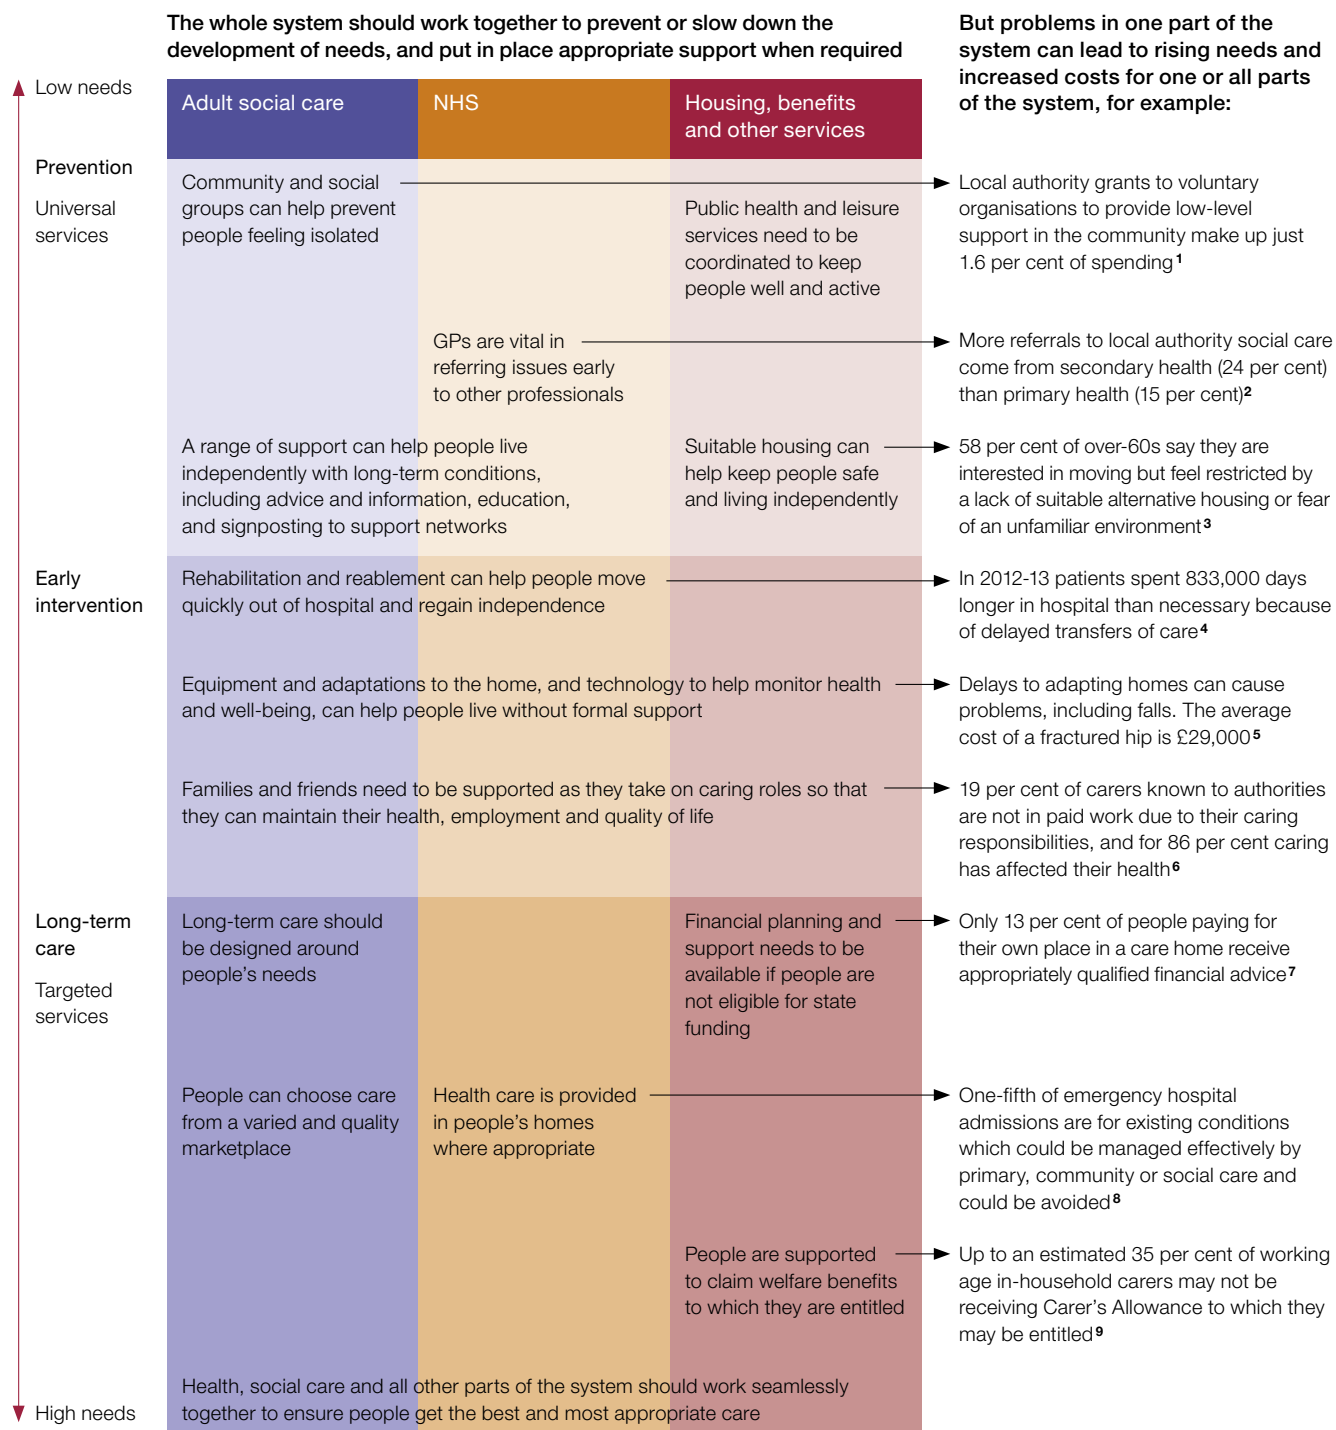 The whole system should work together to prevent or slow down the
development of needs, and put in place appropriate support when required
But problems in one part of the
system can lead to rising needs and
increased costs for one or all parts
of the system, for example:
Low needs
Adult social care
NHS
Housing, benefits
and other services
Prevention
Universal
services
Community and social
groups can help prevent
people feeling isolated
Public health and leisure
services need to be
coordinated to keep
people well and active
Local authority grants to voluntary
organisations to provide low-level
support in the community make up just
1.6 per cent of spending 1
GPs are vital in
referring issues early
to other professionals
More referrals to local authority social care
come from secondary health (24 per cent)
than primary health (15 per cent)2
A range of support can help people live
independently with long-term conditions,
including advice and information, education,
and signposting to support networks
Suitable housing can
help keep people safe
and living independently
58 per cent of over-60s say they are
interested in moving but feel restricted by
a lack of suitable alternative housing or fear
of an unfamiliar environment3
Early
intervention
Rehabilitation and reablement can help people move
quickly out of hospital and regain independence
In 2012-13 patients spent 833,000 days
longer in hospital than necessary because
of delayed transfers of care4
Equipment and adaptations to the home, and technology to help monitor health
and well-being, can help people live without formal support
Delays to adapting homes can cause
problems, including falls. The average
cost of a fractured hip is £29,0005
Families and friends need to be supported as they take on caring roles so that
they can maintain their health, employment and quality of life
19 per cent of carers known to authorities
are not in paid work due to their caring
responsibilities, and for 86 per cent caring
has affected their health6
Long-term
care
Targeted
services
Long-term care should
be designed around
people's needs
Financial planning and
support needs to be
available if people are
not eligible for state
funding
Only 13 per cent of people paying for
their own place in a care home receive
appropriately qualified financial advice7
People can choose care
from a varied and quality
marketplace
Health care is provided
in people's homes
where appropriate
One-fifth of emergency hospital
admissions are for existing conditions
which could be managed effectively by
primary, community or social care and
could be avoided8
People are supported
to claim welfare benefits
to which they are entitled
Up to an estimated 35 per cent of working
age in-household carers may not be
receiving Carer's Allowance to which they
may be entitled9
Health, social care and all other parts of the system should work seamlessly
together to ensure people get the best and most appropriate care
High needs